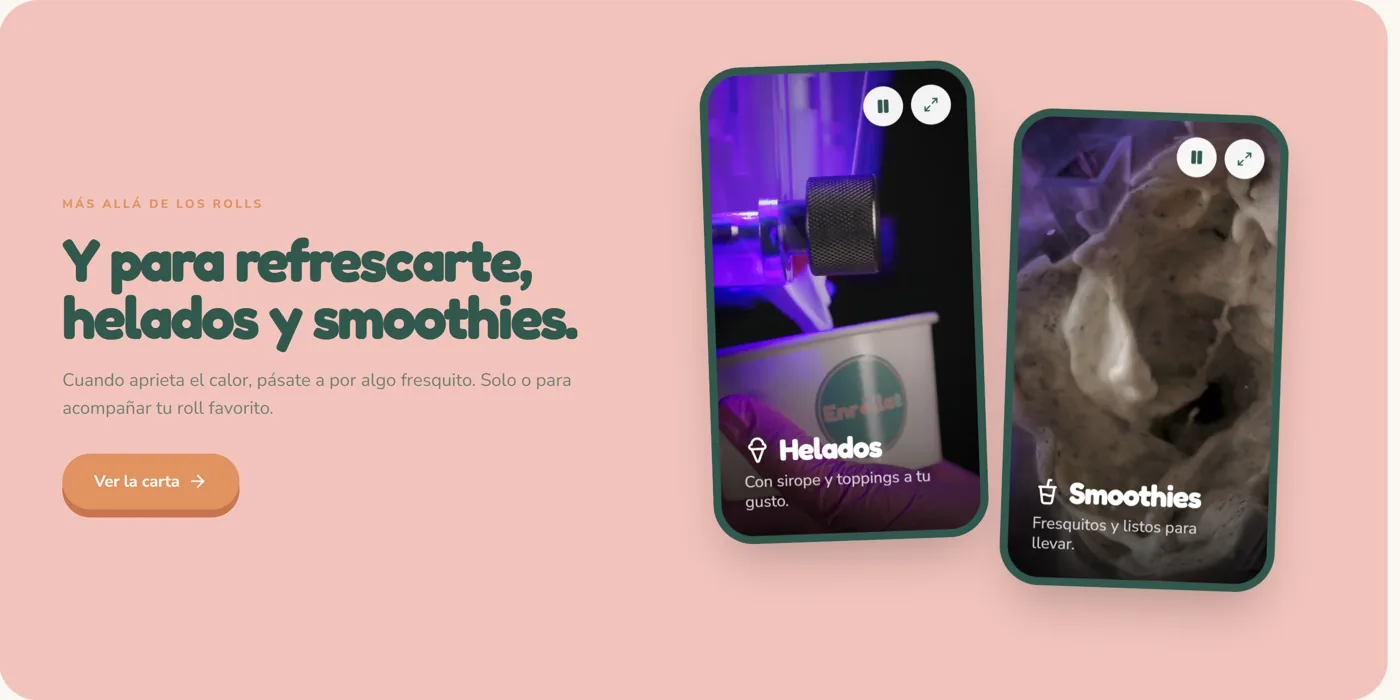 MÁS ALLÁ DE LOS ROLLS
Y para refrescarte,
helados y smoothies.
Cuando aprieta el calor, pásate a por algo fresquito. Solo o para
acompañar tu roll favorito.
Ver la carta
Helados
Con sirope y toppings a tu
gusto.
Smoothies
Fresquitos y listos para
llevar.